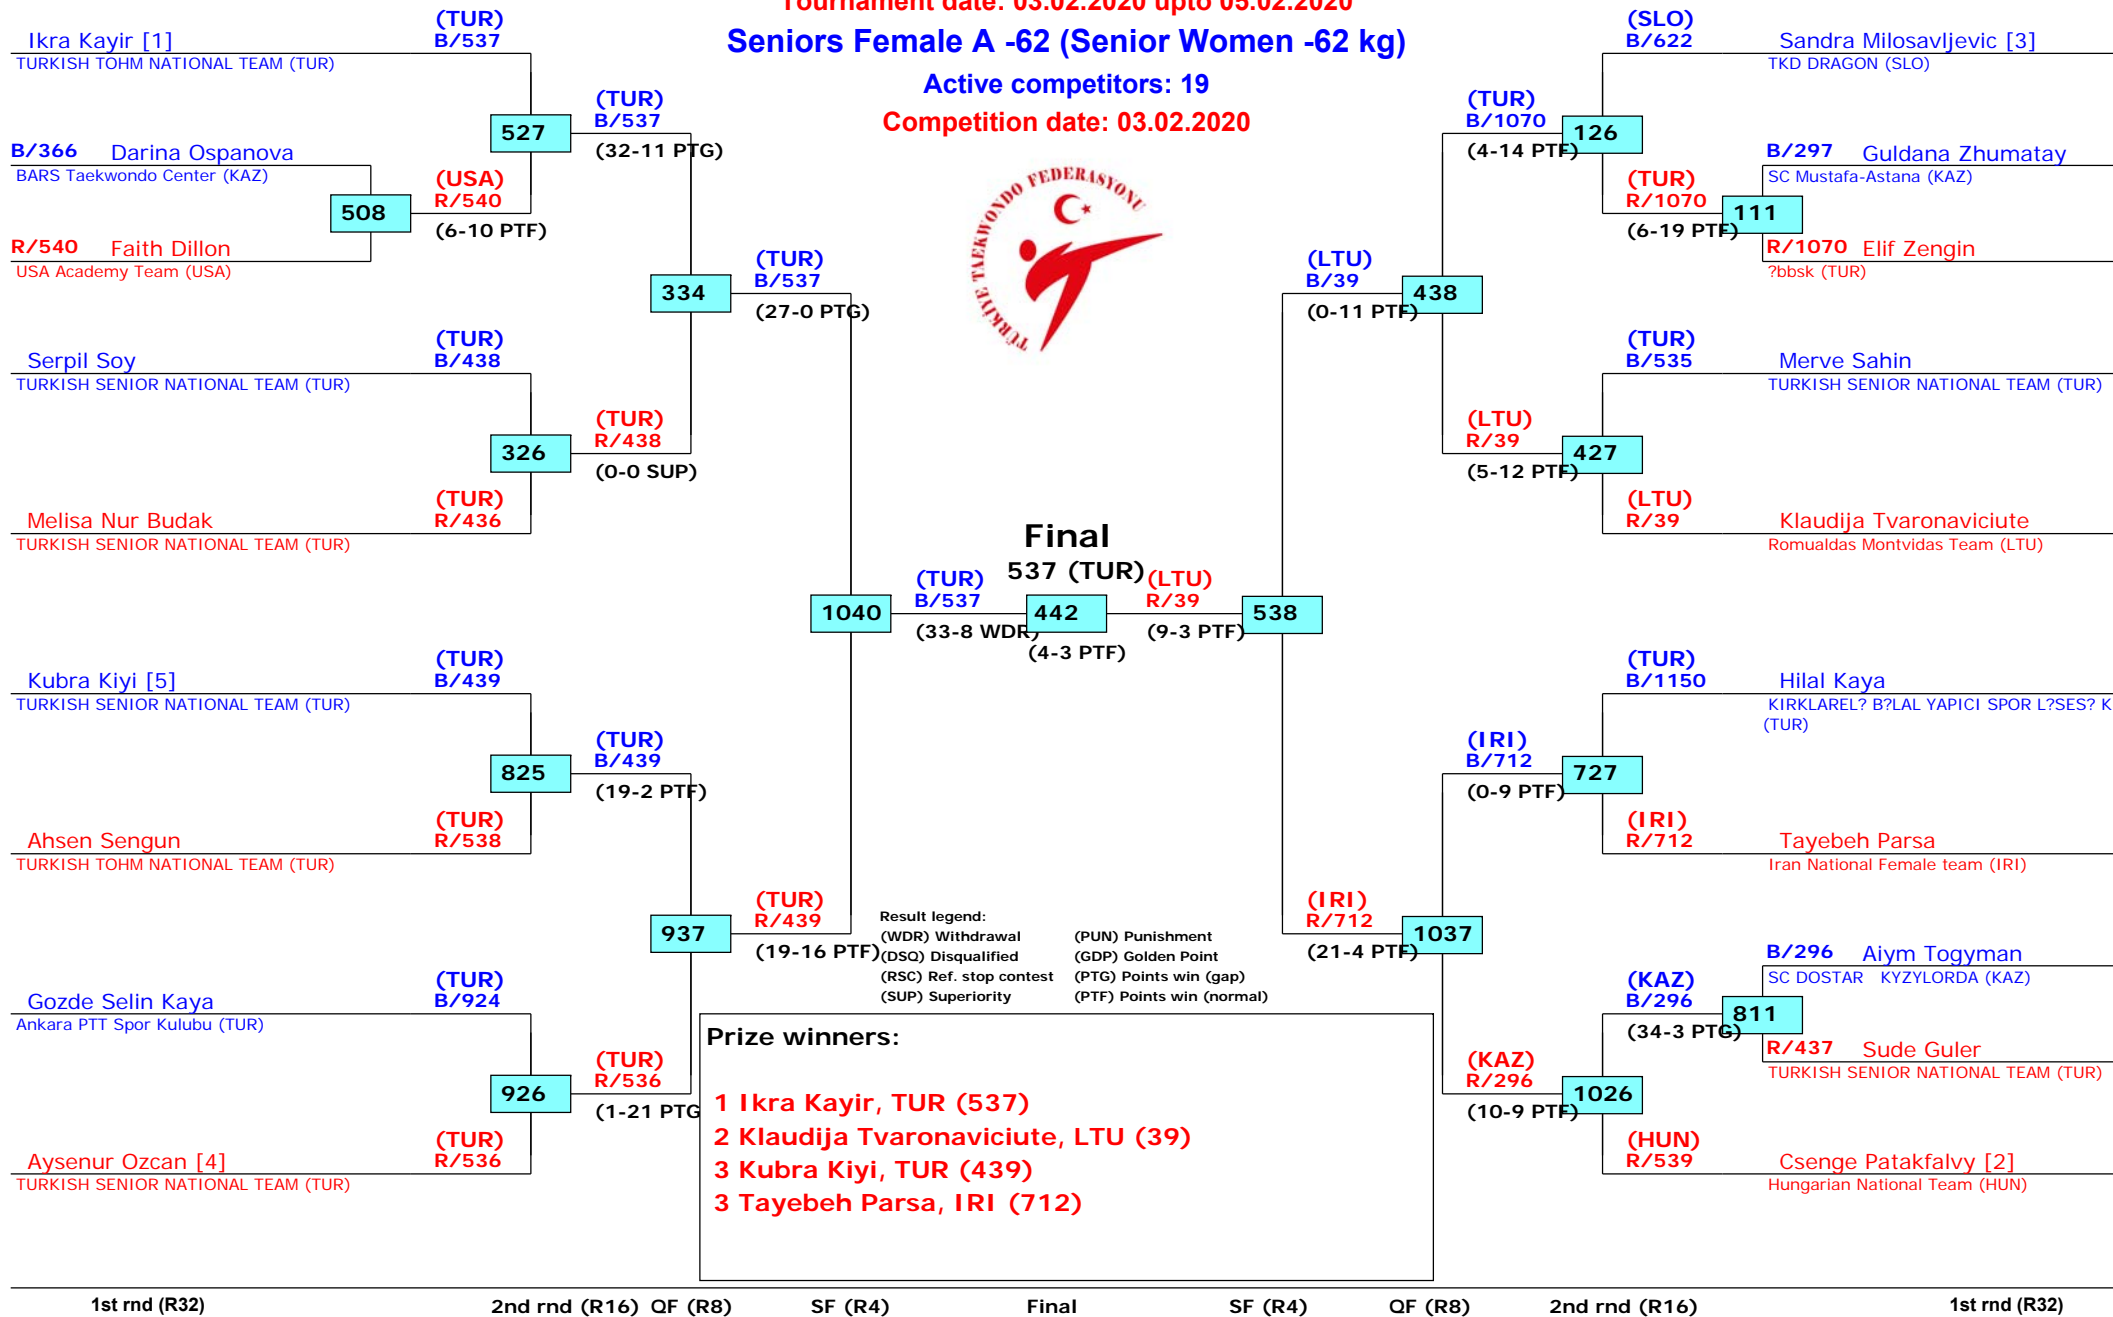 Tournament date: 03.02.2020 upto 05.02.2020
Seniors Female A -62 (Senior Women -62 kg)
Active competitors: 19
Competition date: 03.02.2020
TÜRKİYE TAEKWONDO FEDERASYONU
Ikra Kayir [1]
TURKISH TOHM NATIONAL TEAM (TUR)
(TUR)
B/537
B/366 Darina Ospanova
BARS Taekwondo Center (KAZ)
508
R/540 Faith Dillon
USA Academy Team (USA)
(USA)
R/540
(6-10 PTF)
527
(TUR)
B/537
(32-11 PTG)
Serpil Soy
TURKISH SENIOR NATIONAL TEAM (TUR)
(TUR)
B/438
326
Melisa Nur Budak
TURKISH SENIOR NATIONAL TEAM (TUR)
(TUR)
R/436
(TUR)
R/438
(0-0 SUP)
334
(TUR)
B/537
(27-0 PTG)
Kubra Kiyi [5]
TURKISH SENIOR NATIONAL TEAM (TUR)
(TUR)
B/439
825
Ahsen Sengun
TURKISH TOHM NATIONAL TEAM (TUR)
(TUR)
R/538
(TUR)
B/439
(19-2 PTF)
Gozde Selin Kaya
Ankara PTT Spor Kulubu (TUR)
(TUR)
B/924
926
Aysenur Ozcan [4]
TURKISH SENIOR NATIONAL TEAM (TUR)
(TUR)
R/536
(TUR)
R/536
(1-21 PTG
937
(TUR)
R/439
(19-16 PTF)
1040
(TUR)
B/537
(33-8 WDR)
Final
537 (TUR)
442
(4-3 PTF)
(LTU)
R/39
(9-3 PTF)
538
(LTU)
B/39
(0-11 PTF)
438
(TUR)
B/1070
(4-14 PTF)
126
(SLO)
B/622
Sandra Milosavljevic [3]
TKD DRAGON (SLO)
(TUR)
R/1070
(6-19 PTF)
111
B/297 Guldana Zhumatay
SC Mustafa-Astana (KAZ)
R/1070 Elif Zengin
?bbsk (TUR)
(LTU)
R/39
(5-12 PTF)
427
(TUR)
B/535
Merve Sahin
TURKISH SENIOR NATIONAL TEAM (TUR)
(LTU)
R/39
Klaudija Tvaronaviciute
Romualdas Montvidas Team (LTU)
(IRI)
R/712
(21-4 PTF)
1037
(IRI)
B/712
(0-9 PTF)
727
(TUR)
B/1150
Hilal Kaya
KIRKLAREL? B?LAL YAPICI SPOR L?SES? K
(TUR)
(IRI)
R/712
Tayebeh Parsa
Iran National Female team (IRI)
(KAZ)
R/296
(10-9 PTF)
1026
(KAZ)
B/296
(34-3 PTG)
811
B/296 Aiym Togyman
SC DOSTAR KYZYLORDA (KAZ)
R/437 Sude Guler
TURKISH SENIOR NATIONAL TEAM (TUR)
(HUN)
R/539
Csenge Patakfalvy [2]
Hungarian National Team (HUN)
Result legend:
(WDR) Withdrawal (PUN) Punishment
(DSQ) Disqualified (GDP) Golden Point
(RSC) Ref. stop contest (PTG) Points win (gap)
(SUP) Superiority (PTF) Points win (normal)
Prize winners:
1 Ikra Kayir, TUR (537)
2 Klaudija Tvaronaviciute, LTU (39)
3 Kubra Kiyi, TUR (439)
3 Tayebeh Parsa, IRI (712)
1st rnd (R32) 2nd rnd (R16) QF (R8) SF (R4) Final SF (R4) QF (R8) 2nd rnd (R16) 1st rnd (R32)